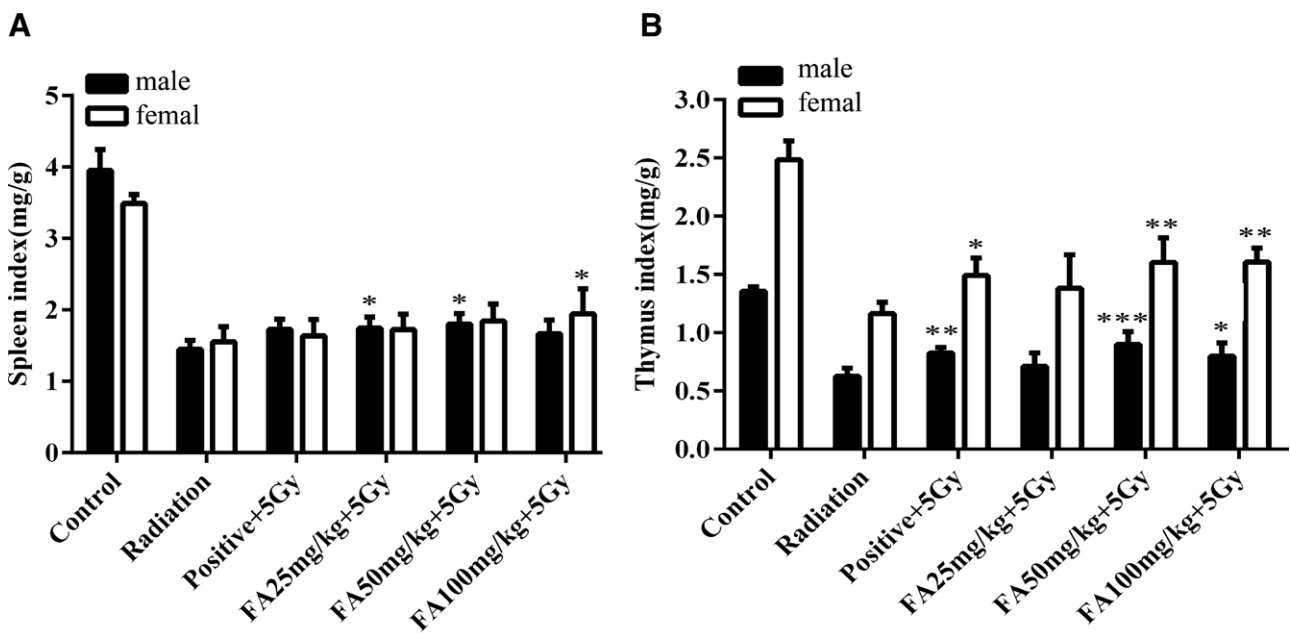 A
male
femal
Spleen index(mg/g)
5
4
3
2
1
0
*
*
*
Control
Radiation
Positive+5Gy
FA25mg/kg+5Gy
FA50mg/kg+5Gy
FA100mg/kg+5Gy
B
male
femal
Thymus index(mg/g)
3.0
2.5
2.0
1.5
1.0
0.5
0.0
**
*
***
**
*
**
Control
Radiation
Positive+5Gy
FA25mg/kg+5Gy
FA50mg/kg+5Gy
FA100mg/kg+5Gy